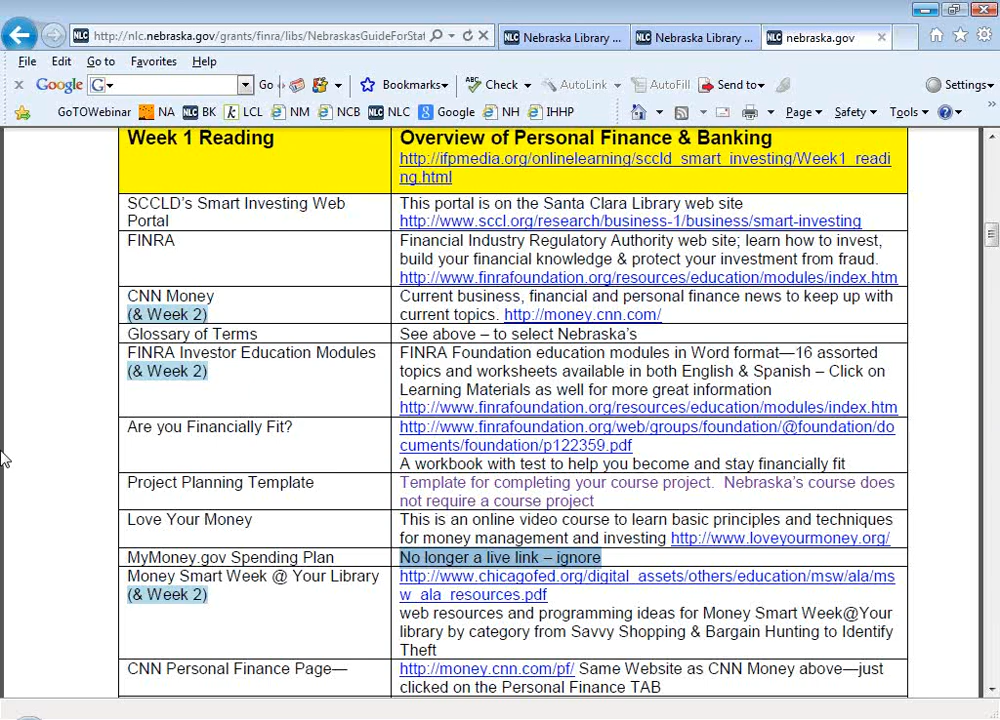 http://nlc.nebraska.gov/grants/finra/libs/NebraskasGuideForStaf
Nebraska Library ...
Nebraska Library ...
nebraska.gov
File Edit Go to Favorites Help
Google Go Bookmarks Check AutoLink AutoFill Send to Settings
GoTOWebinar NA BK LCL NM NCB NLC Google NH IHHP Page Safety Tools
Week 1 Reading
Overview of Personal Finance & Banking
http://ifpmedia.org/onlinelearning/sccld_smart_investing/Week1_readi
ng.html
SCCLD's Smart Investing Web
Portal
This portal is on the Santa Clara Library web site
http://www.sccl.org/research/business-1/business/smart-investing
FINRA
Financial Industry Regulatory Authority web site; learn how to invest,
build your financial knowledge & protect your investment from fraud.
http://www.finrafoundation.org/resources/education/modules/index.htm
CNN Money
(& Week 2)
Current business, financial and personal finance news to keep up with
current topics. http://money.cnn.com/
Glossary of Terms
See above – to select Nebraska's
FINRA Investor Education Modules
(& Week 2)
FINRA Foundation education modules in Word format—16 assorted
topics and worksheets available in both English & Spanish – Click on
Learning Materials as well for more great information
http://www.finrafoundation.org/resources/education/modules/index.htm
Are you Financially Fit?
http://www.finrafoundation.org/web/groups/foundation/@foundation/do
cuments/foundation/p122359.pdf
A workbook with test to help you become and stay financially fit
Project Planning Template
Template for completing your course project. Nebraska's course does
not require a course project
Love Your Money
This is an online video course to learn basic principles and techniques
for money management and investing http://www.loveyourmoney.org/
MyMoney.gov Spending Plan
No longer a live link – ignore
Money Smart Week @ Your Library
(& Week 2)
http://www.chicagofed.org/digital_assets/others/education/msw/ala/ms
w_ala_resources.pdf
web resources and programming ideas for Money Smart Week@Your
library by category from Savvy Shopping & Bargain Hunting to Identify
Theft
CNN Personal Finance Page—
http://money.cnn.com/pf/ Same Website as CNN Money above—just
clicked on the Personal Finance TAB